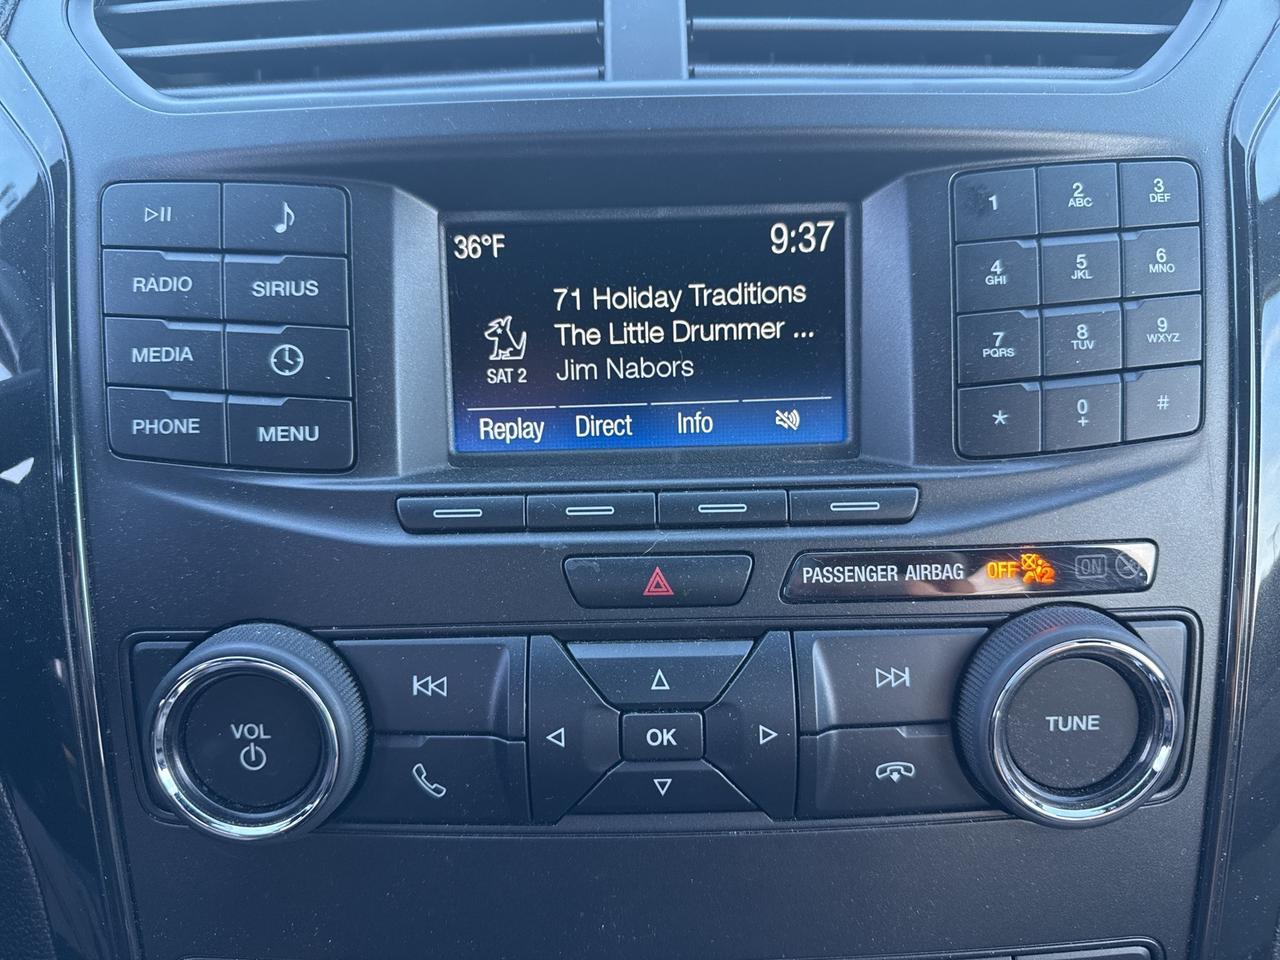 36°F
9:37
71 Holiday Traditions
The Little Drummer ...
Jim Nabors
SAT 2
Replay Direct Info
RADIO
SIRIUS
MEDIA
PHONE
MENU
1
2 ABC
3 DEF
4 GHI
5 JKL
6 MNO
7 PQRS
8 TUV
9 WXYZ
*
0 +
#
PASSENGER AIRBAG OFF 2 ON
VOL
OK
TUNE